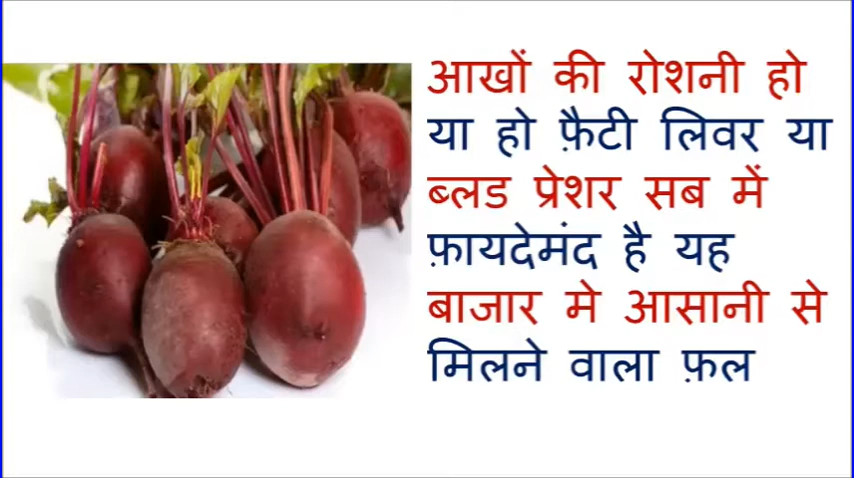 आखों की रोशनी हो
या हो फ़ैटी लिवर या
ब्लड प्रेशर सब में
फ़ायदेमंद है यह
बाजार मे आसानी से
मिलने वाला फ़ल